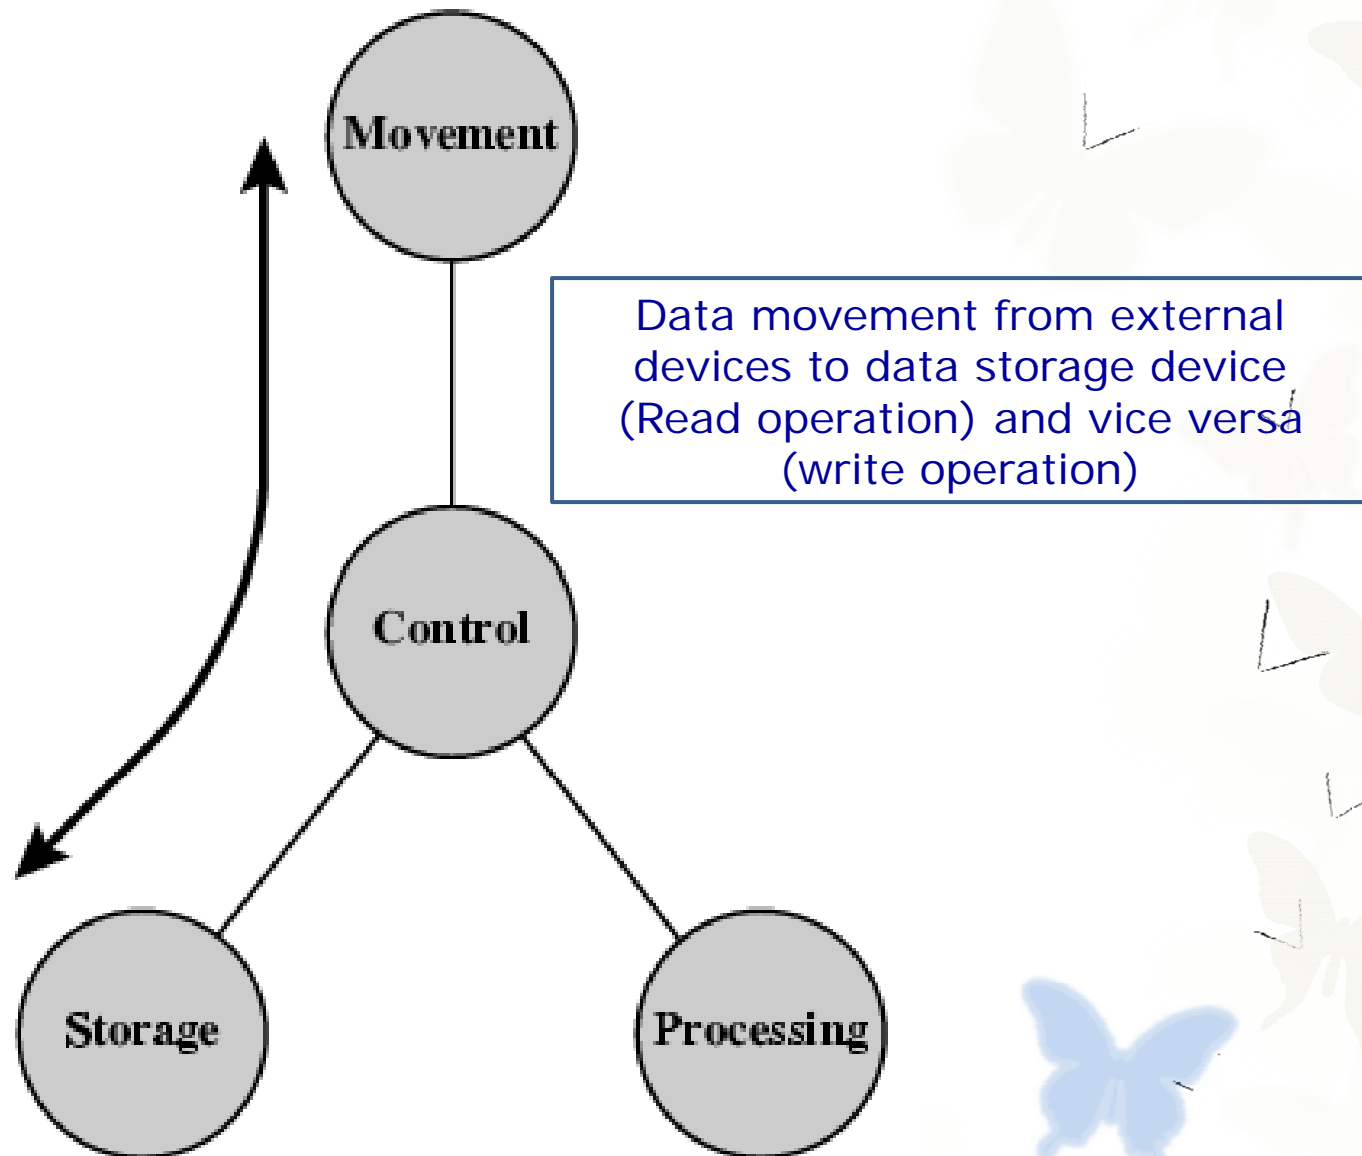 Movement
Data movement from external
devices to data storage device
(Read operation) and vice versa
(write operation)
Control
Storage
Processing